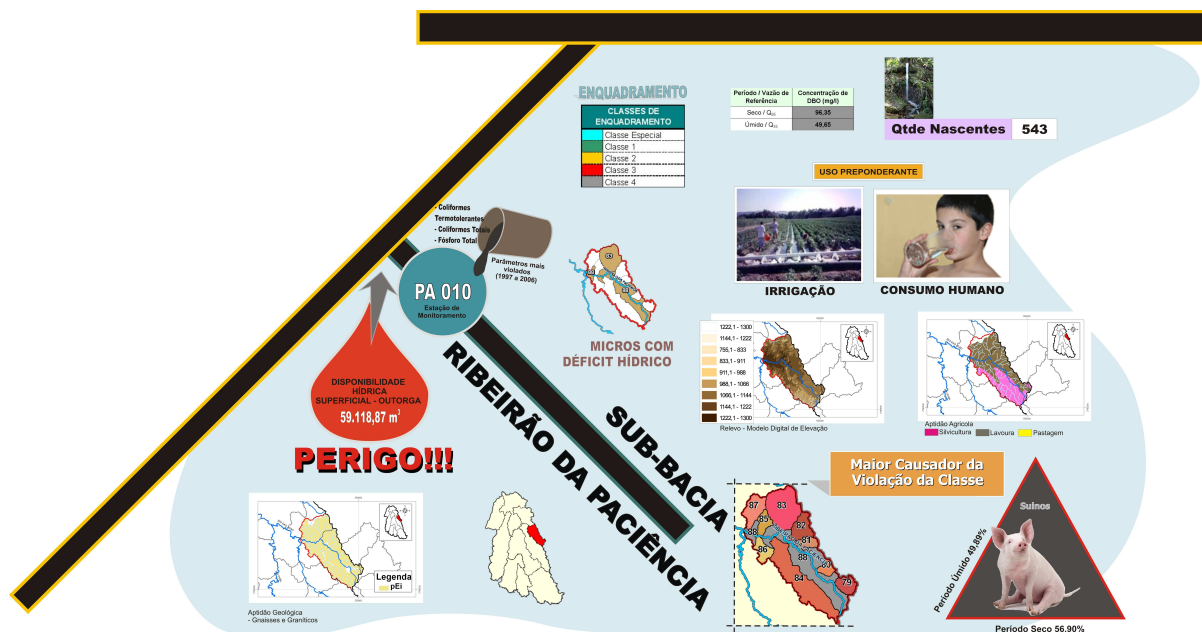 ENQUADRAMENTO
CLASSES DE
ENQUADRAMENTO
Classe Especial
Classe 1
Classe 2
Classe 3
Classe 4
Período / Vazão de
Referência
Concentração de
DBO (mg/l)
Seco / Q95
96,35
Úmido / Q95
49,65
Qtde Nascentes 543
USO PREPONDERANTE
IRRIGAÇÃO
CONSUMO HUMANO
- Coliformes
Termotolerantes
- Coliformes Totais
- Fósforo Total
Parâmetros mais
violados
(1997 a 2006)
PA 010
Estação de
Monitoramento
MICROS COM
DÉFICIT HÍDRICO
DISPONIBILIDADE
HÍDRICA
SUPERFICIAL - OUTORGA
59.118,87 m³
PERIGO!!!
SUB-BACIA
RIBEIRÃO DA PACIÊNCIA
1222,1 - 1300
1144,1 - 1222
755,1 - 833
833,1 - 911
911,1 - 988
988,1 - 1066
1066,1 - 1144
1144,1 - 1222
1222,1 - 1300
Relevo - Modelo Digital de Elevação
Aptidão Agrícola
Silvicultura
Lavoura
Pastagem
Maior Causador da
Violação da Classe
87
83
85
82
88
81
86
88
80
84
79
Suínos
Período Úmido 49,89%
Período Seco 56,90%
Legenda
pEi
Aptidão Geológica
- Gnaisses e Graníticos